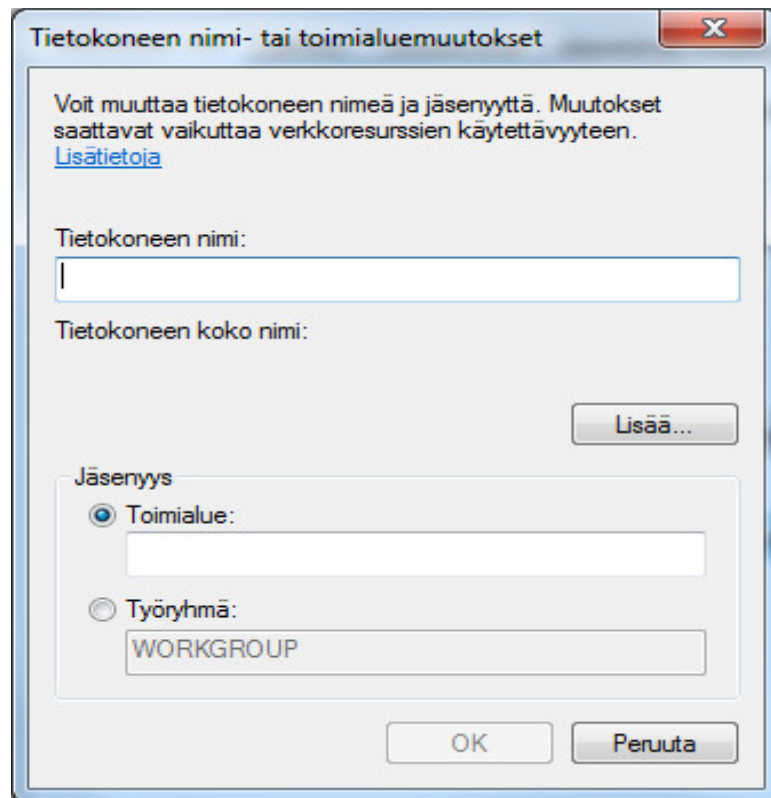 Tietokoneen nimi- tai toimialuemuutokset
Voit muuttaa tietokoneen nimeä ja jäsenyyttä. Muutokset
saattavat vaikuttaa verkkoresurssien käytettävyyteen.
Lisätietoja
Tietokoneen nimi:
Tietokoneen koko nimi:
Lisää...
Jäsenyys
Toimialue:
Työryhmä:
WORKGROUP
OK
Peruuta